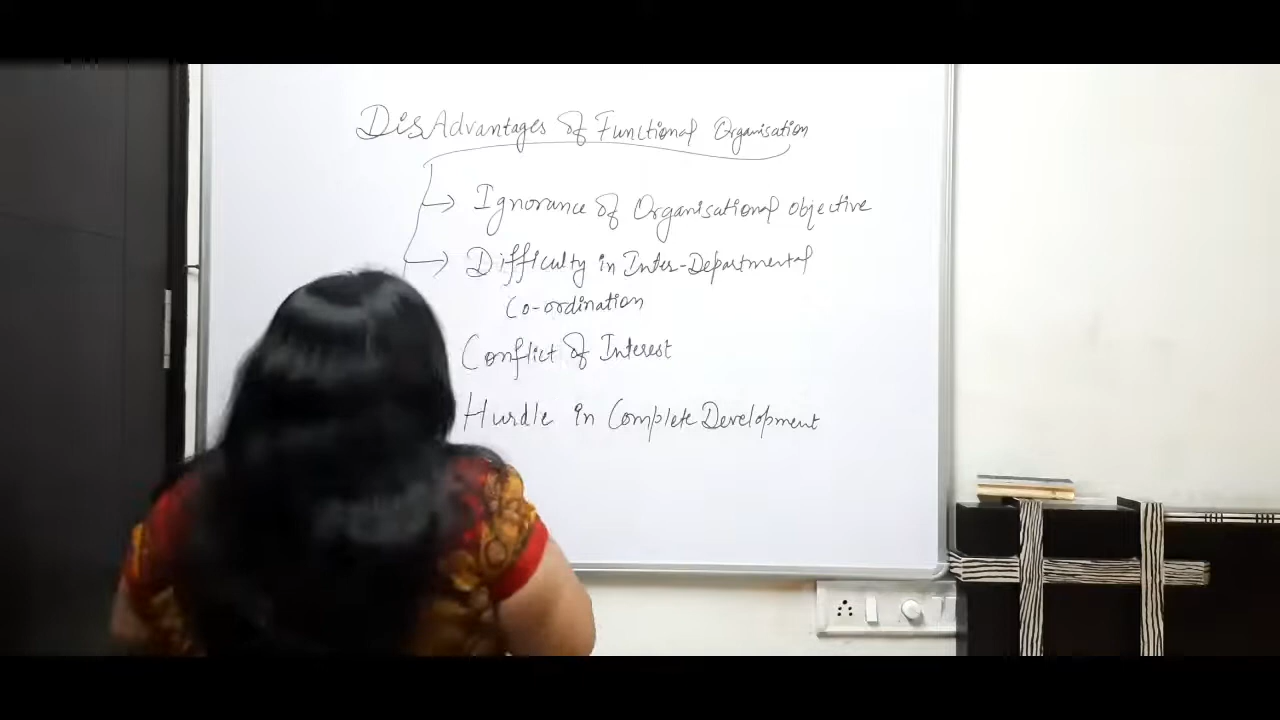 DisAdvantages of Functional Organisation
→ Ignorance of Organisational objective
→ Difficulty in Inter-Departmental
Co-ordination
Conflict of Interest
Hurdle in Complete Development